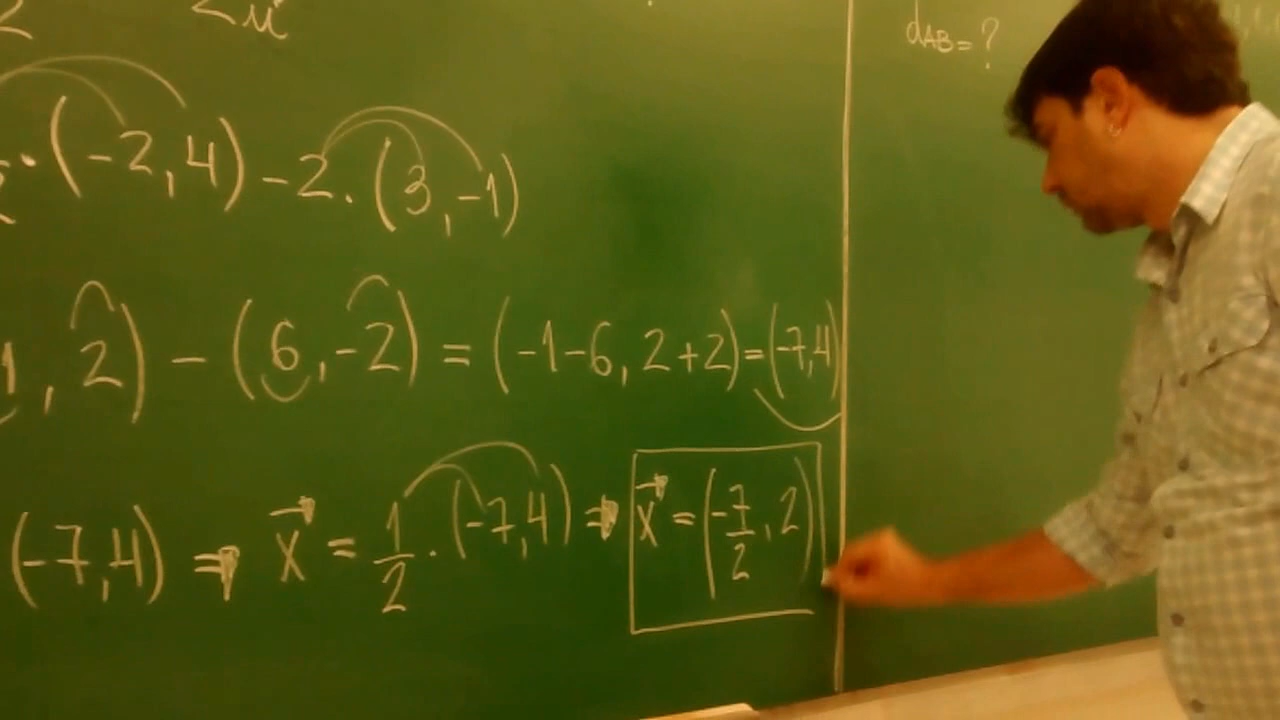 2 2u
d_AB = ?
· (-2, 4) - 2 · (3, -1)
1, 2) - (6, -2) = (-1-6, 2+2) = (-7, 4)
(-7, 4) ⇒ x⃗ = 1/2 · (-7, 4) ⇒ x⃗ = (-7/2, 2)